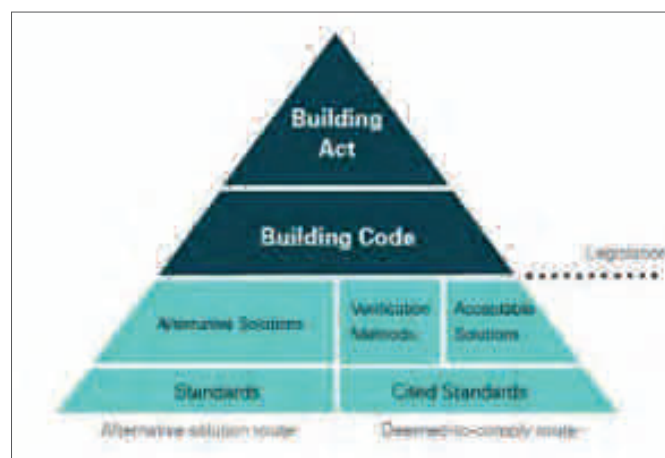 Building
Act
Building Code
Legislation
Alternative Solutions
Verification
Methods
Acceptable
Solutions
Standards
Cited Standards
Alternative solution route
Deemed-to-comply route